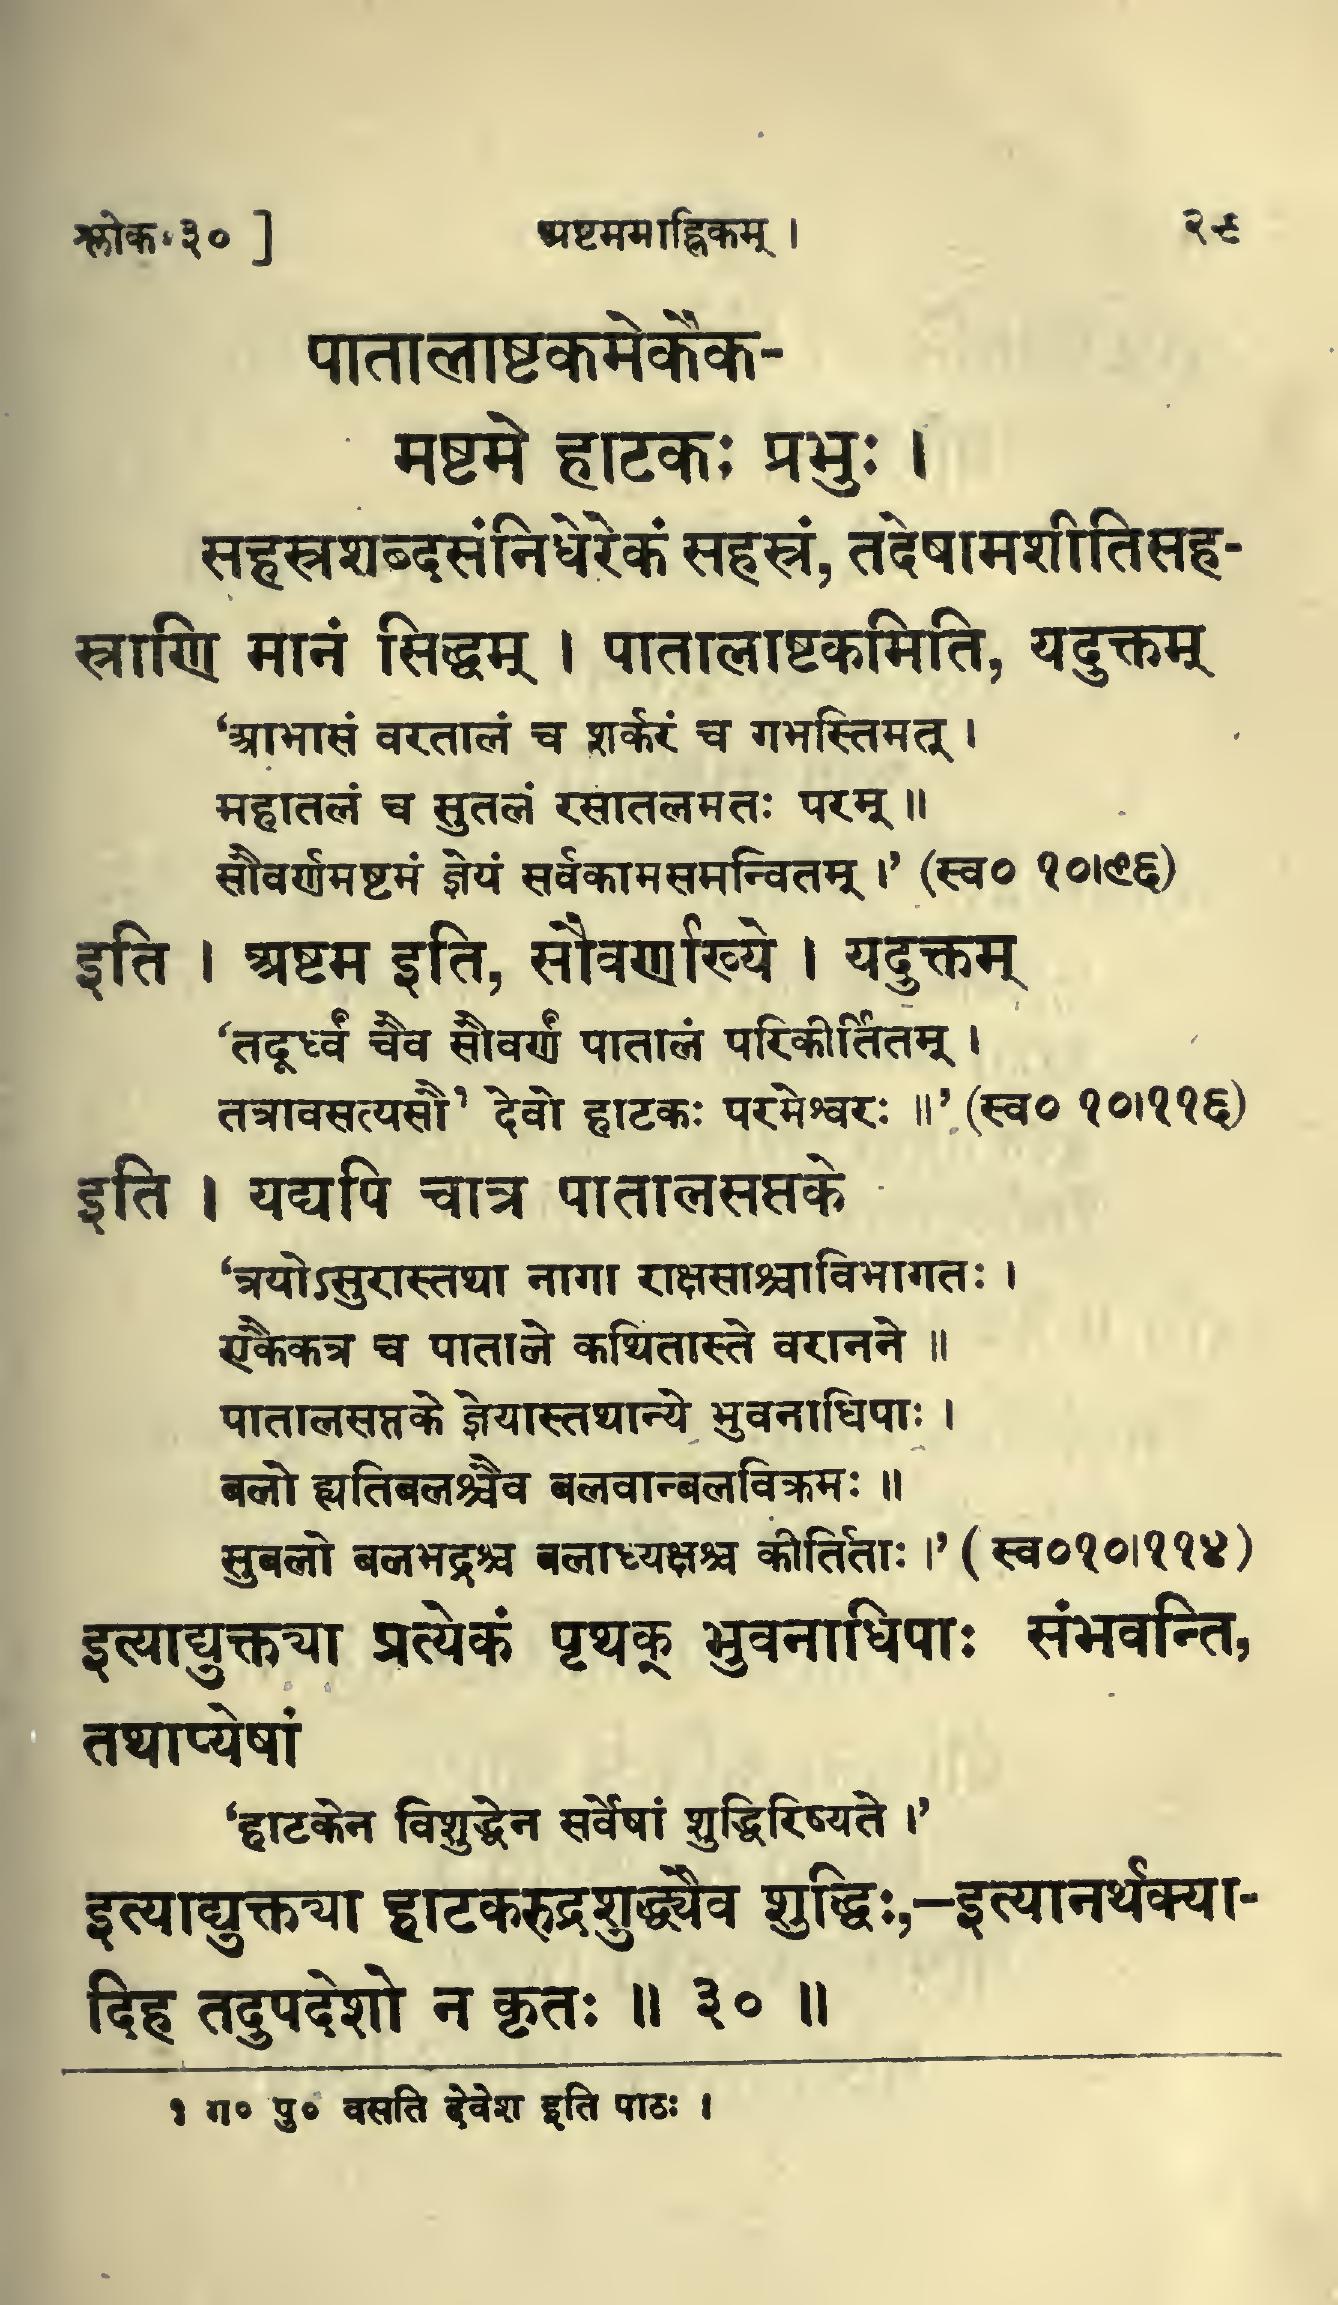 श्लोक॰३० ]
अष्टममाह्निकम् ।
२९
पातालाष्टकमेकैक-
मष्टमे हाटकः प्रभुः ।
सहस्रशब्दसंनिधेरेकं सहस्रं, तदेषामशीतिसह-
स्राणि मानं सिद्धम् । पातालाष्टकमिति, यदुक्तम्
‘आभासं वरतालं च शर्करं च गभस्तिमत् ।
महातलं च सुतलं रसातलमतः परम् ॥
सौवर्णमष्टमं ज्ञेयं सर्वकामसमन्वितम् ।’ (स्व० १०।९६)
इति । अष्टम इति, सौवर्णाख्ये । यदुक्तम्
‘तदूर्ध्वं चैव सौवर्णं पातालं परिकीर्तितम् ।
तत्रावसत्यसौ१ देवो हाटकः परमेश्वरः ॥’ (स्व० १०।११६)
इति । यद्यपि चात्र पातालसप्तके
‘त्रयोऽसुरास्तथा नागा राक्षसाश्चाविभागतः ।
एकैकत्र च पाताले कथितास्ते वरानने ॥
पातालसप्तके ज्ञेयास्तथान्ये भुवनाधिपाः ।
बलो ह्यतिबलश्चैव बलवान्बलविक्रमः ॥
सुबलो बलभद्रश्च बलाध्यक्षश्च कीर्तिताः ।’ ( स्व०१०।११४)
इत्याद्युक्तया प्रत्येकं पृथक् भुवनाधिपाः संभवन्ति,
तथाप्येषां
‘हाटकेन विशुद्धेन सर्वेषां शुद्धिरिष्यते ।’
इत्याद्युक्तया हाटकरुद्रशुद्ध्यैव शुद्धिः,—इत्यानर्थक्या-
दिह तदुपदेशो न कृतः ॥ ३० ॥
१ ग॰ पु॰ वसति देवेश इति पाठः ।